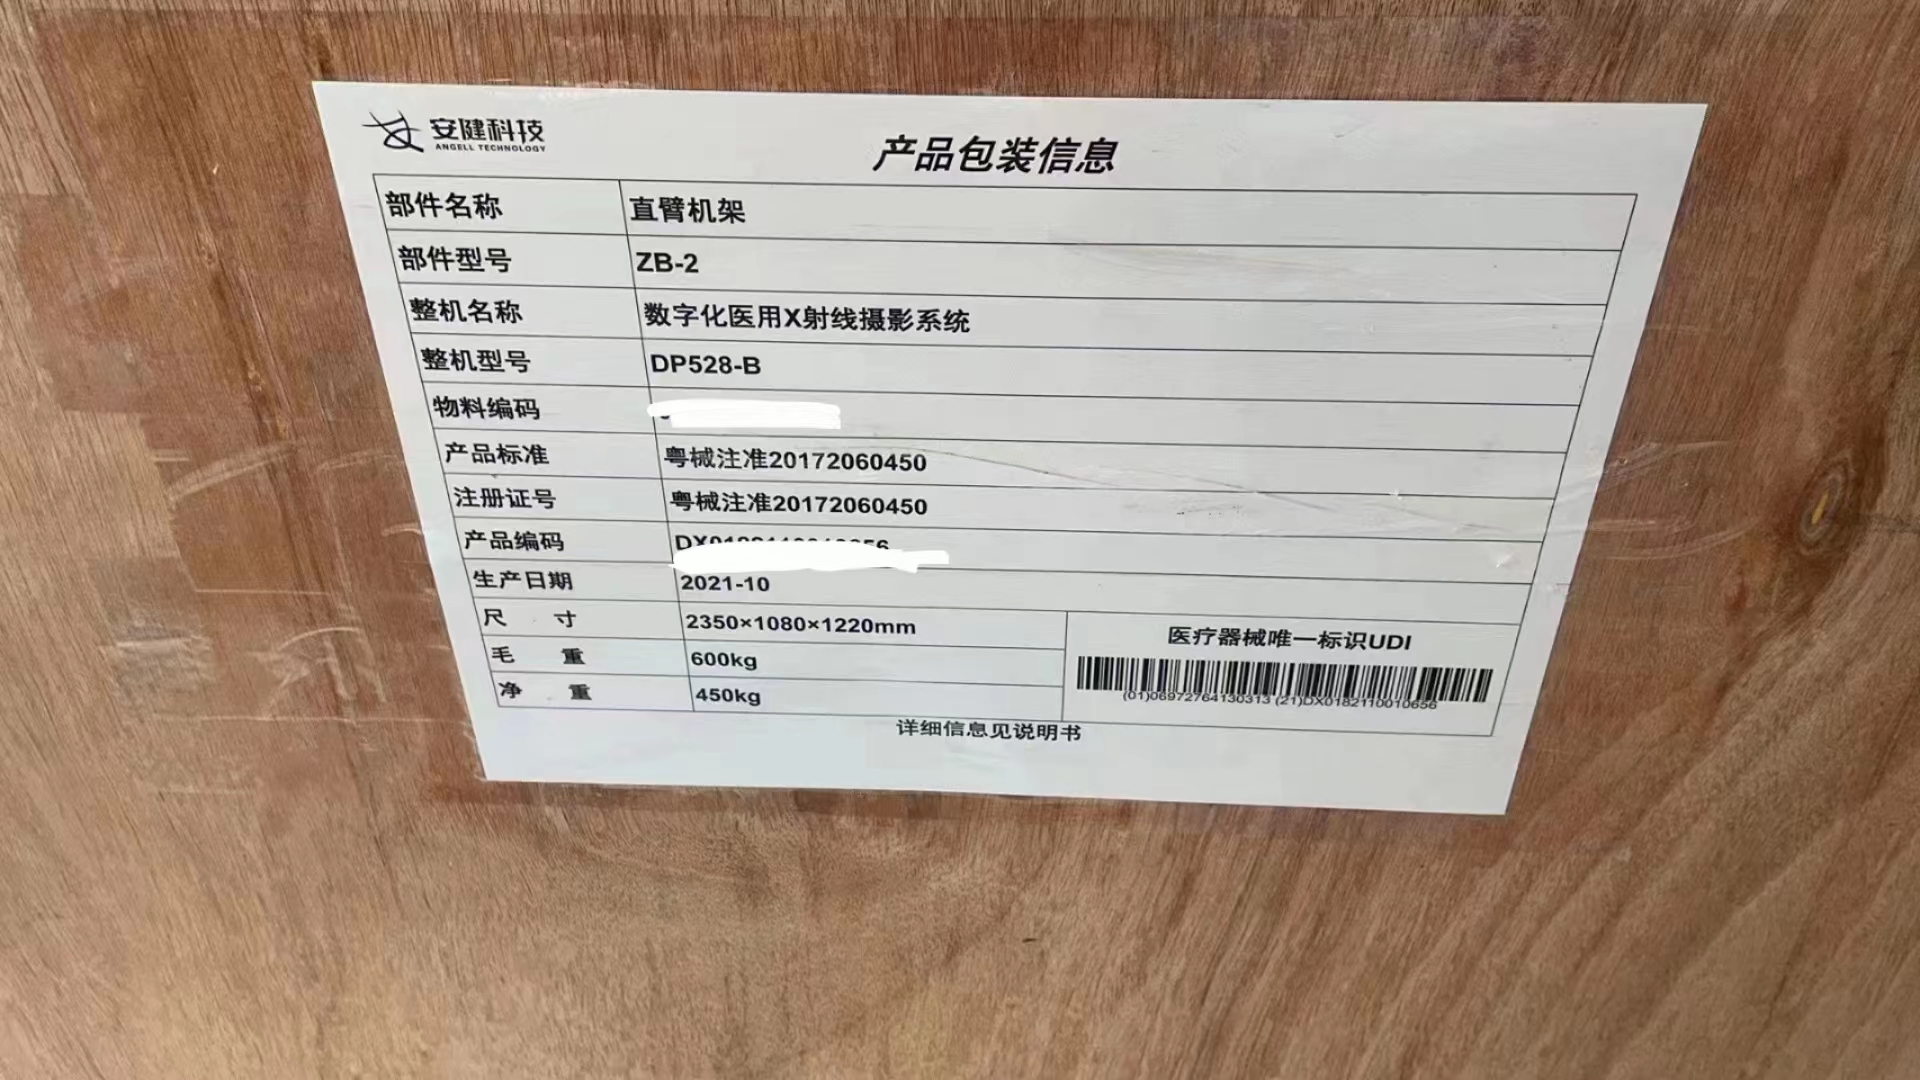 安健科技
ANGELL TECHNOLOGY
产品包装信息
部件名称 直臂机架
部件型号 ZB-2
整机名称 数字化医用X射线摄影系统
整机型号 DP528-B
物料编码
产品标准 粤械注准20172060450
注册证号 粤械注准20172060450
产品编码
生产日期 2021-10
尺 寸 2350×1080×1220mm
毛 重 600kg
净 重 450kg
医疗器械唯一标识UDI
(01)06972764130313 (21)DX0182110010656
详细信息见说明书